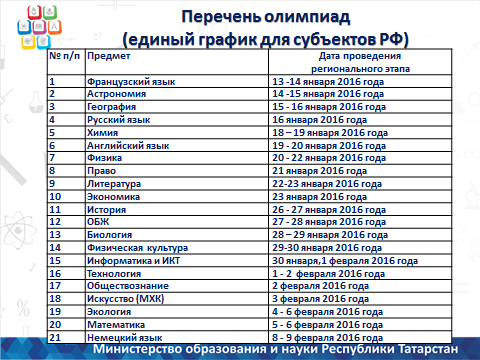 Перечень олимпиад
(единый график для субъектов РФ)
№ п/п Предмет Дата проведения
регионального этапа
1 Французский язык 13 -14 января 2016 года
2 Астрономия 14 -15 января 2016 года
3 География 15 - 16 января 2016 года
4 Русский язык 16 января 2016 года
5 Химия 18 – 19 января 2016 года
6 Английский язык 19 - 20 января 2016 года
7 Физика 20 - 22 января 2016 года
8 Право 21 января 2016 года
9 Литература 22-23 января 2016 года
10 Экономика 23 января 2016 года
11 История 26 - 27 января 2016 года
12 ОБЖ 27 - 28 января 2016 года
13 Биология 28 – 29 января 2016 года
14 Физическая культура 29-30 января 2016 года
15 Информатика и ИКТ 30 января,1 февраля 2016 года
16 Технология 1 - 2 февраля 2016 года
17 Обществознание 2 февраля 2016 года
18 Искусство (МХК) 3 февраля 2016 года
19 Экология 4 - 6 февраля 2016 года
20 Математика 5 - 6 февраля 2016 года
21 Немецкий язык 8 - 9 февраля 2016 года
Министерство образования и науки Республики Татарстан